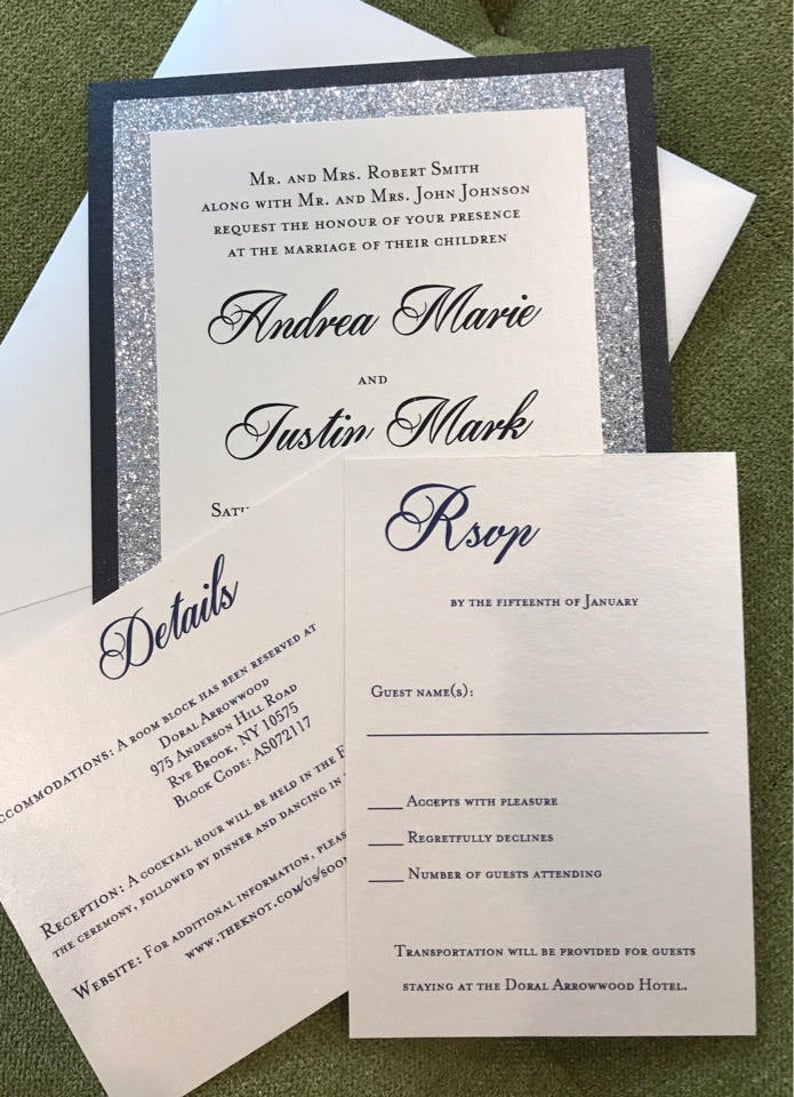 Mr. and Mrs. Robert Smith
along with Mr. and Mrs. John Johnson
request the honour of your presence
at the marriage of their children
Andrea Marie
and
Justin Mark
Details
Accommodations: A room block has been reserved at
Doral Arrowwood
975 Anderson Hill Road
Rye Brook, NY 10575
Block Code: AS072117
Reception: A cocktail hour will be held in the
the ceremony, followed by dinner and dancing in
Website: For additional information,
www.theknot.com/us/
Rsvp
by the fifteenth of January
Guest name(s):
Accepts with pleasure
Regretfully declines
Number of guests attending
Transportation will be provided for guests
staying at the Doral Arrowwood Hotel.